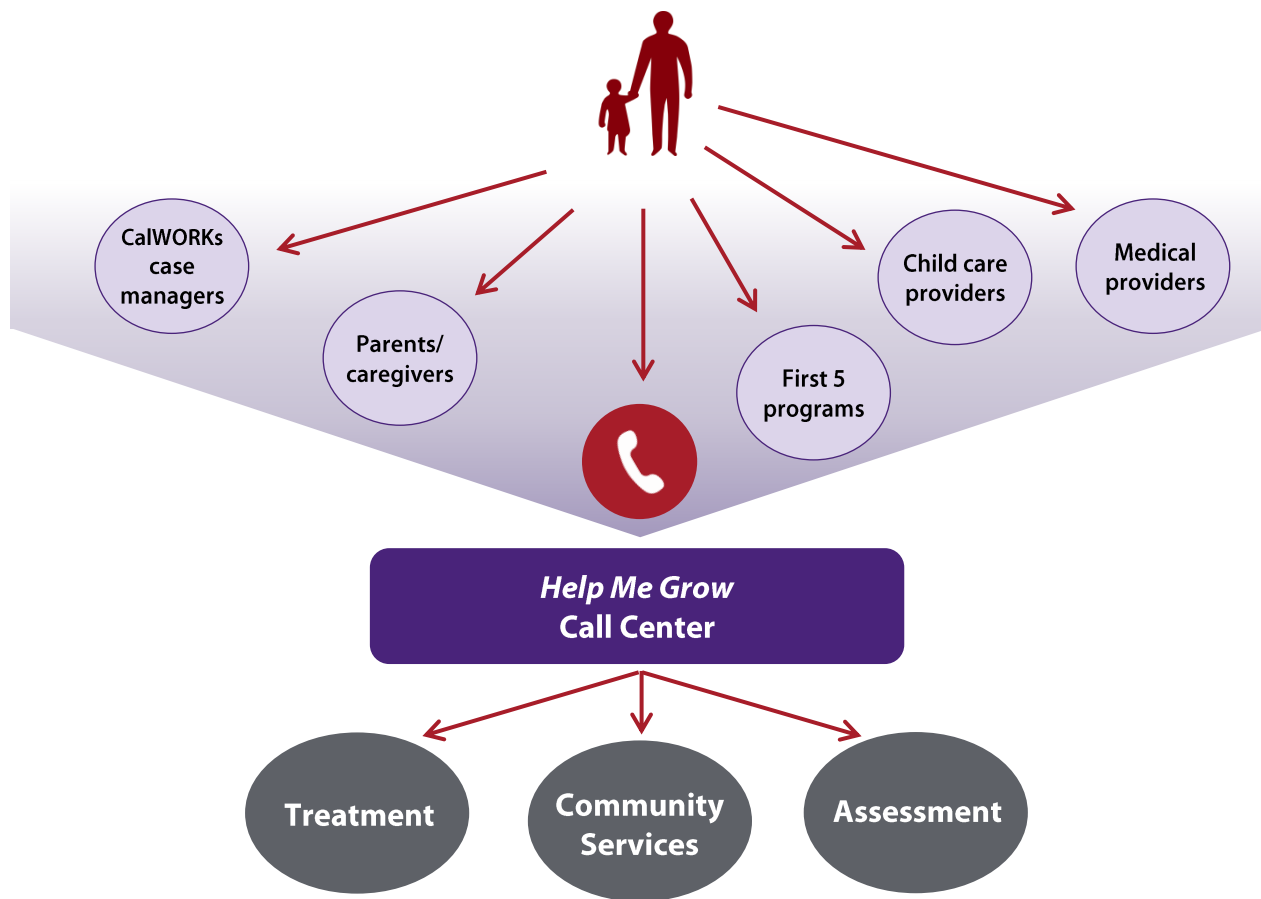 CalWORKs
case
managers
Parents/
caregivers
First 5
programs
Child care
providers
Medical
providers
Help Me Grow
Call Center
Treatment
Community
Services
Assessment